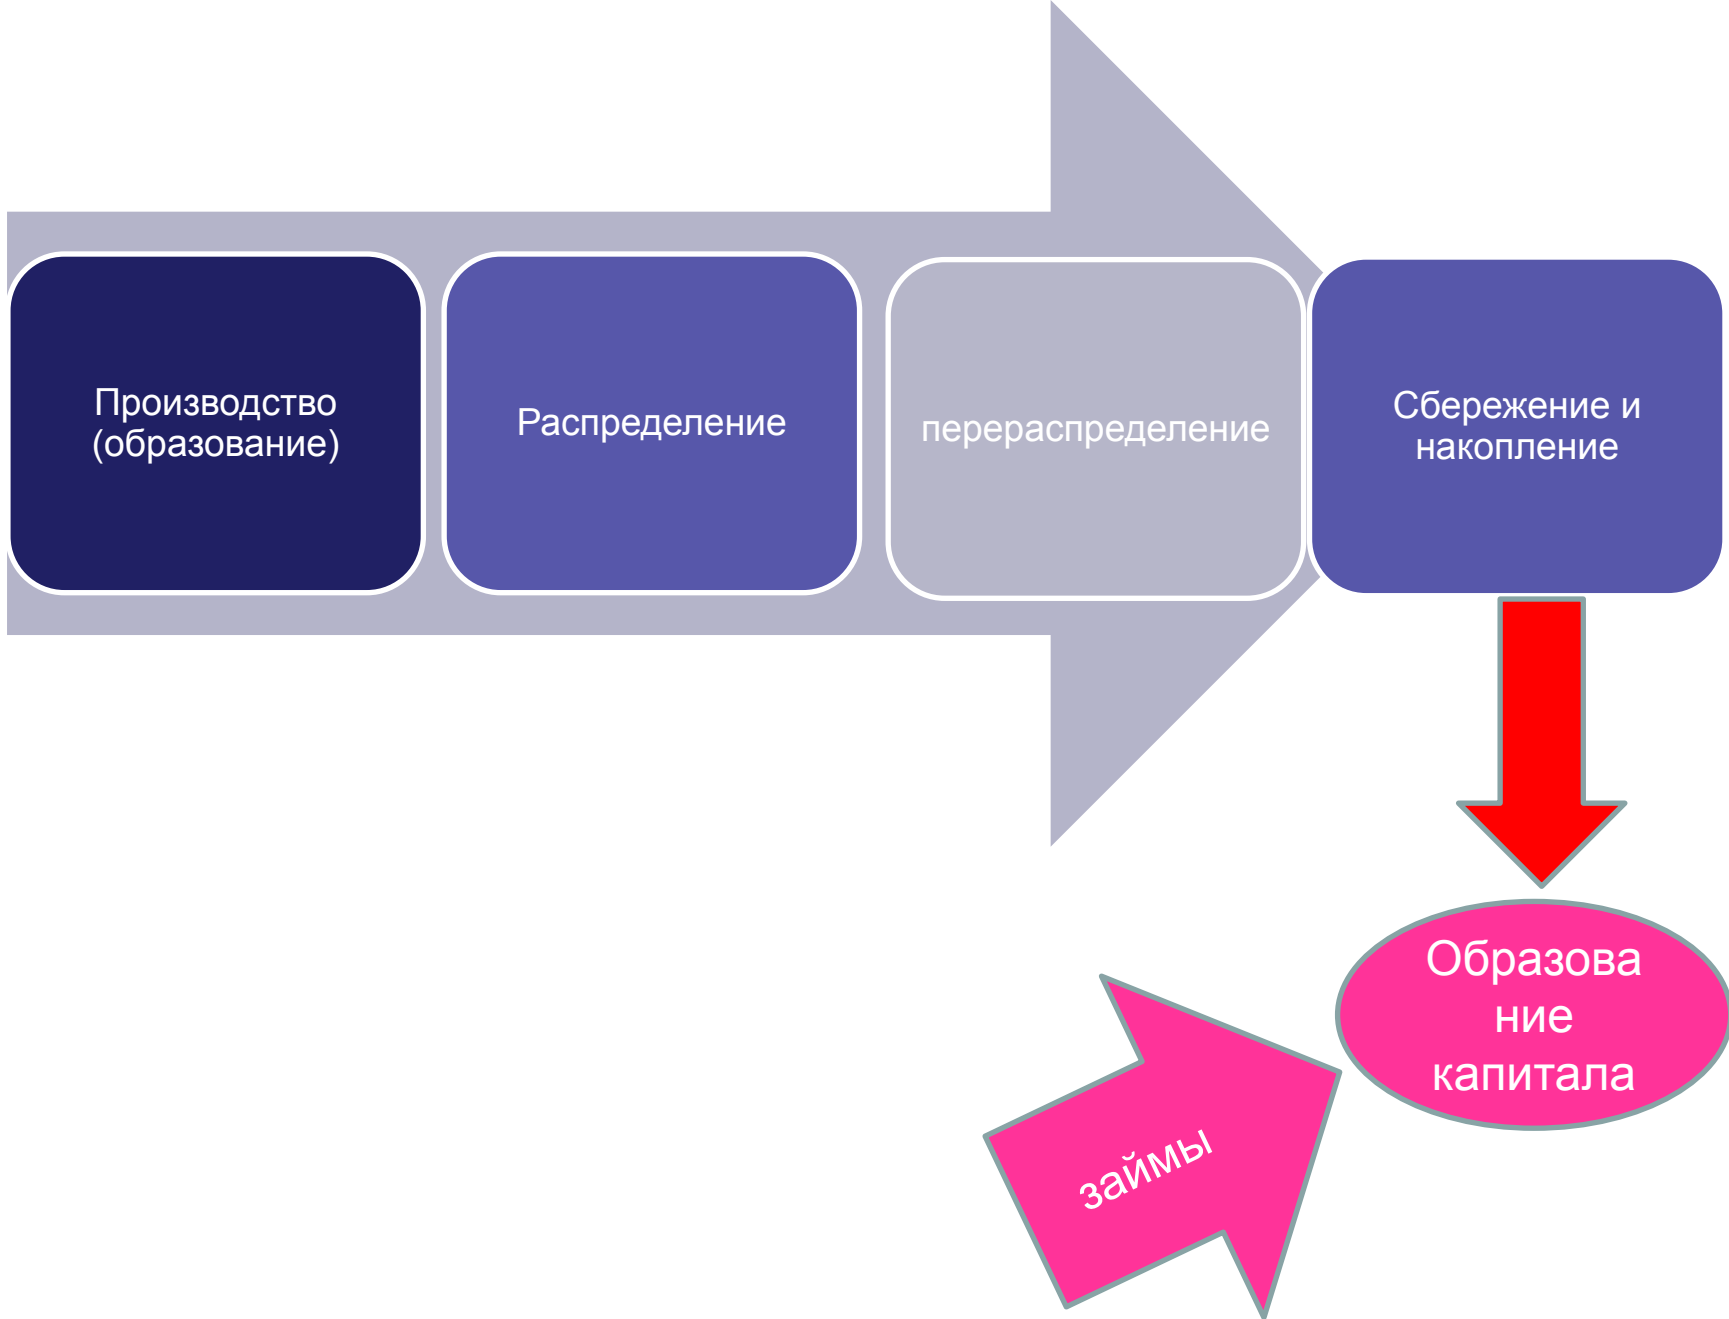 Производство
(образование)
Распределение
перераспределение
Сбережение и
накопление
Образова
ние
капитала
займы